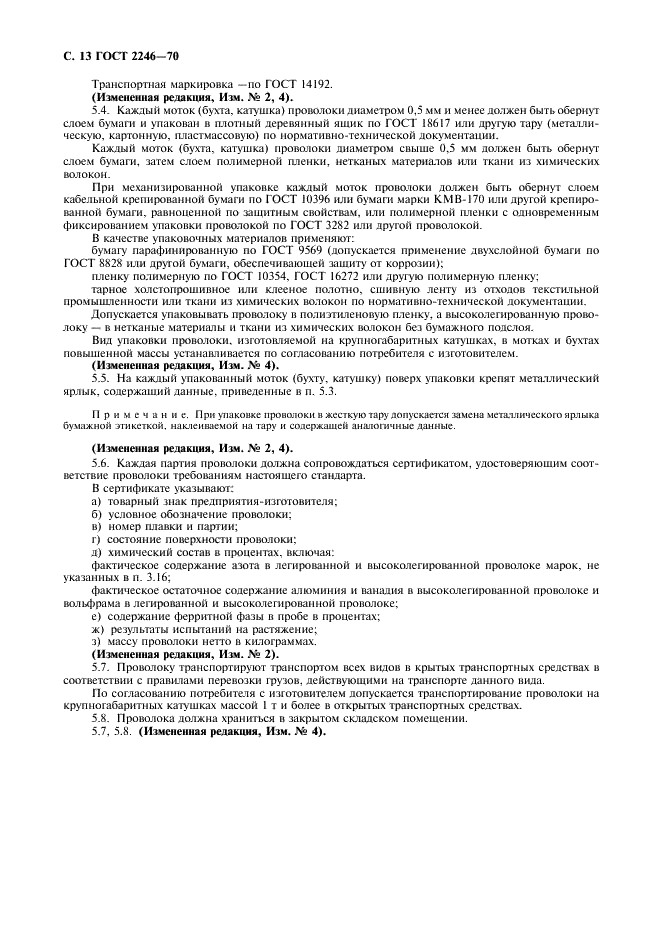 С. 13 ГОСТ 2246—70
Транспортная маркировка —по ГОСТ 14192.
(Измененная редакция, Изм. № 2, 4).
5.4. Каждый моток (бухта, катушка) проволоки диаметром 0,5 мм и менее должен быть обернут
слоем бумаги и упакован в плотный деревянный ящик по ГОСТ 18617 или другую тару (металли-
ческую, картонную, пластмассовую) по нормативно-технической документации.
Каждый моток (бухта, катушка) проволоки диаметром свыше 0,5 мм должен быть обернут
слоем бумаги, затем слоем полимерной пленки, нетканых материалов или ткани из химических
волокон.
При механизированной упаковке каждый моток проволоки должен быть обернут слоем
кабельной крепированной бумаги по ГОСТ 10396 или бумаги марки КМВ-170 или другой крепиро-
ванной бумаги, равноценной по защитным свойствам, или полимерной пленки с одновременным
фиксированием упаковки проволокой по ГОСТ 3282 или другой проволокой.
В качестве упаковочных материалов применяют:
бумагу парафинированную по ГОСТ 9569 (допускается применение двухслойной бумаги по
ГОСТ 8828 или другой бумаги, обеспечивающей защиту от коррозии);
пленку полимерную по ГОСТ 10354, ГОСТ 16272 или другую полимерную пленку;
тарное холстопрошивное или клееное полотно, сшивную ленту из отходов текстильной
промышленности или ткани из химических волокон по нормативно-технической документации.
Допускается упаковывать проволоку в полиэтиленовую пленку, а высоколегированную прово-
локу — в нетканые материалы и ткани из химических волокон без бумажного подслоя.
Вид упаковки проволоки, изготовляемой на крупногабаритных катушках, в мотках и бухтах
повышенной массы устанавливается по согласованию потребителя с изготовителем.
(Измененная редакция, Изм. № 4).
5.5. На каждый упакованный моток (бухту, катушку) поверх упаковки крепят металлический
ярлык, содержащий данные, приведенные в п. 5.3.
Примечание. При упаковке проволоки в жесткую тару допускается замена металлического ярлыка
бумажной этикеткой, наклеиваемой на тару и содержащей аналогичные данные.
(Измененная редакция, Изм. № 2, 4).
5.6. Каждая партия проволоки должна сопровождаться сертификатом, удостоверяющим соот-
ветствие проволоки требованиям настоящего стандарта.
В сертификате указывают:
а) товарный знак предприятия-изготовителя;
б) условное обозначение проволоки;
в) номер плавки и партии;
г) состояние поверхности проволоки;
д) химический состав в процентах, включая:
фактическое содержание азота в легированной и высоколегированной проволоке марок, не
указанных в п. 3.16;
фактическое остаточное содержание алюминия и ванадия в высоколегированной проволоке и
вольфрама в легированной и высоколегированной проволоке;
е) содержание ферритной фазы в пробе в процентах;
ж) результаты испытаний на растяжение;
з) массу проволоки нетто в килограммах.
(Измененная редакция, Изм. № 2).
5.7. Проволоку транспортируют транспортом всех видов в крытых транспортных средствах в
соответствии с правилами перевозки грузов, действующими на транспорте данного вида.
По согласованию потребителя с изготовителем допускается транспортирование проволоки на
крупногабаритных катушках массой 1 т и более в открытых транспортных средствах.
5.8. Проволока должна храниться в закрытом складском помещении.
5.7, 5.8. (Измененная редакция, Изм. № 4).